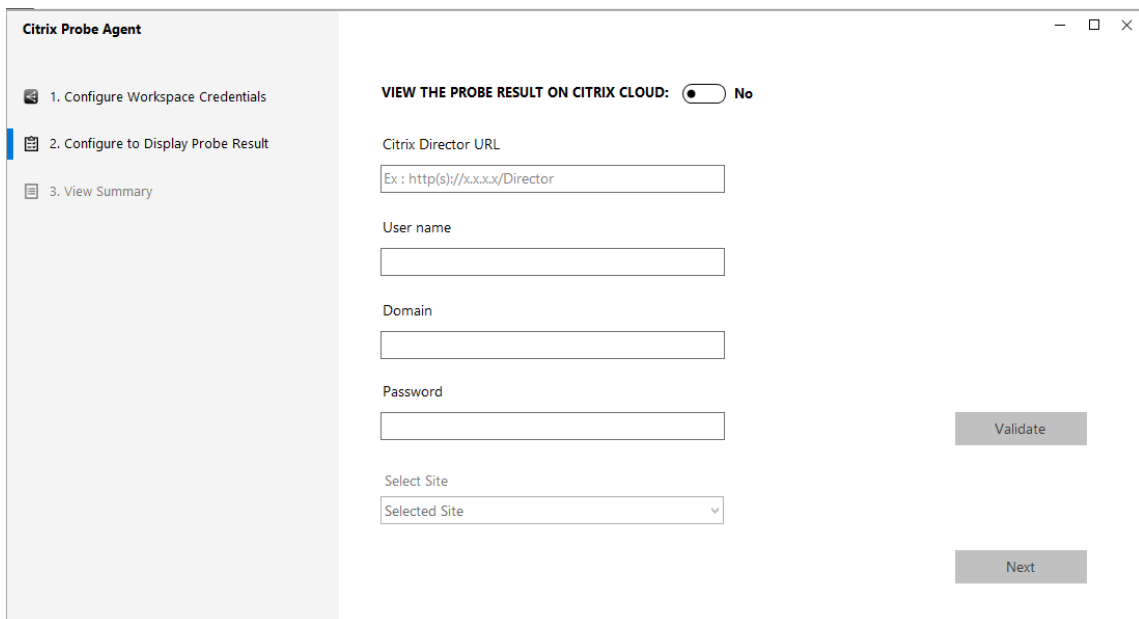 Citrix Probe Agent
1. Configure Workspace Credentials
2. Configure to Display Probe Result
3. View Summary
VIEW THE PROBE RESULT ON CITRIX CLOUD: No
Citrix Director URL
Ex : http(s)://x.x.x.x/Director
User name
Domain
Password
Validate
Select Site
Selected Site
Next